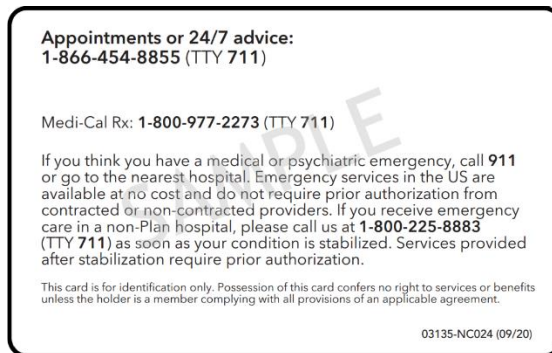 Appointments or 24/7 advice:
1-866-454-8855 (TTY 711)
Medi-Cal Rx: 1-800-977-2273 (TTY 711)
If you think you have a medical or psychiatric emergency, call 911
or go to the nearest hospital. Emergency services in the US are
available at no cost and do not require prior authorization from
contracted or non-contracted providers. If you receive emergency
care in a non-Plan hospital, please call us at 1-800-225-8883
(TTY 711) as soon as your condition is stabilized. Services provided
after stabilization require prior authorization.
This card is for identification only. Possession of this card confers no right to services or benefits
unless the holder is a member complying with all provisions of an applicable agreement.
03135-NC024 (09/20)
SAMPLE